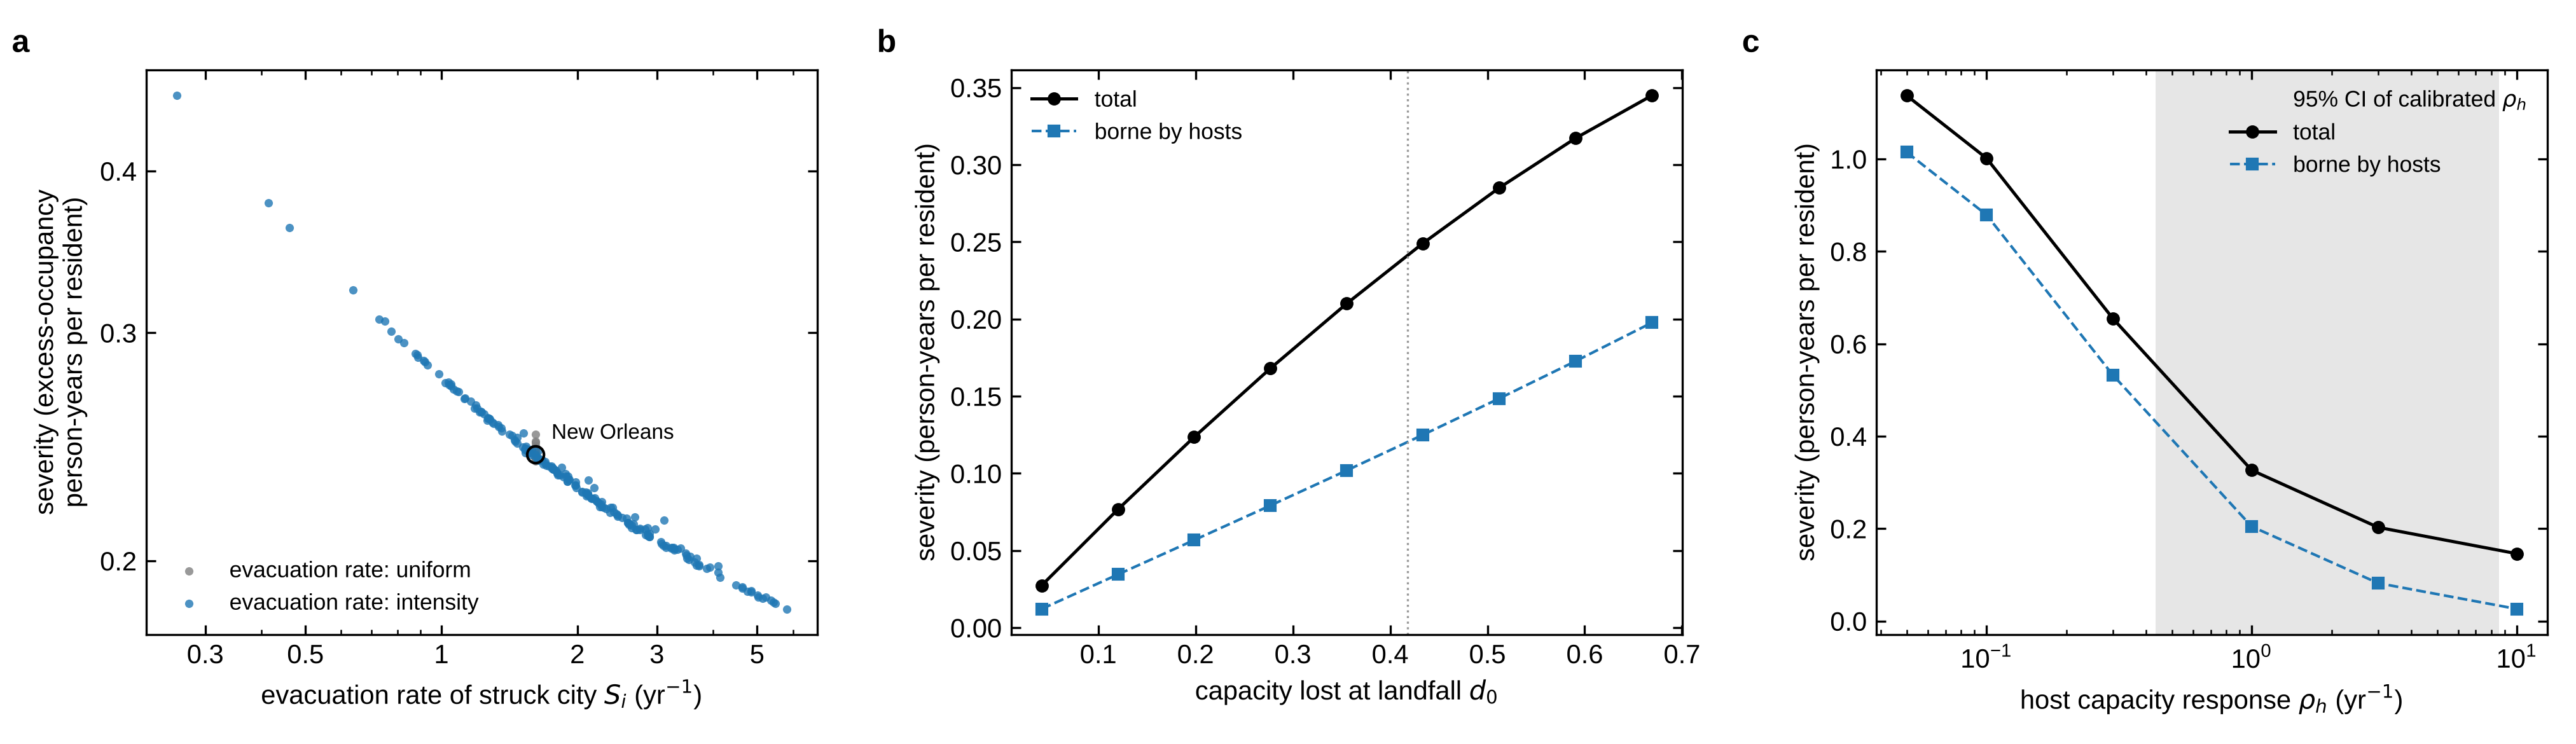 a
severity (excess-occupancy
person-years per resident)
0.4
0.3
0.2
New Orleans
evacuation rate: uniform
evacuation rate: intensity
0.3 0.5 1 2 3 5
evacuation rate of struck city Sᵢ (yr⁻¹)
b
severity (person-years per resident)
0.35
0.30
0.25
0.20
0.15
0.10
0.05
0.00
total
borne by hosts
0.1 0.2 0.3 0.4 0.5 0.6 0.7
capacity lost at landfall d₀
c
severity (person-years per resident)
1.0
0.8
0.6
0.4
0.2
0.0
95% CI of calibrated ρₕ
total
borne by hosts
10⁻¹ 10⁰ 10¹
host capacity response ρₕ (yr⁻¹)